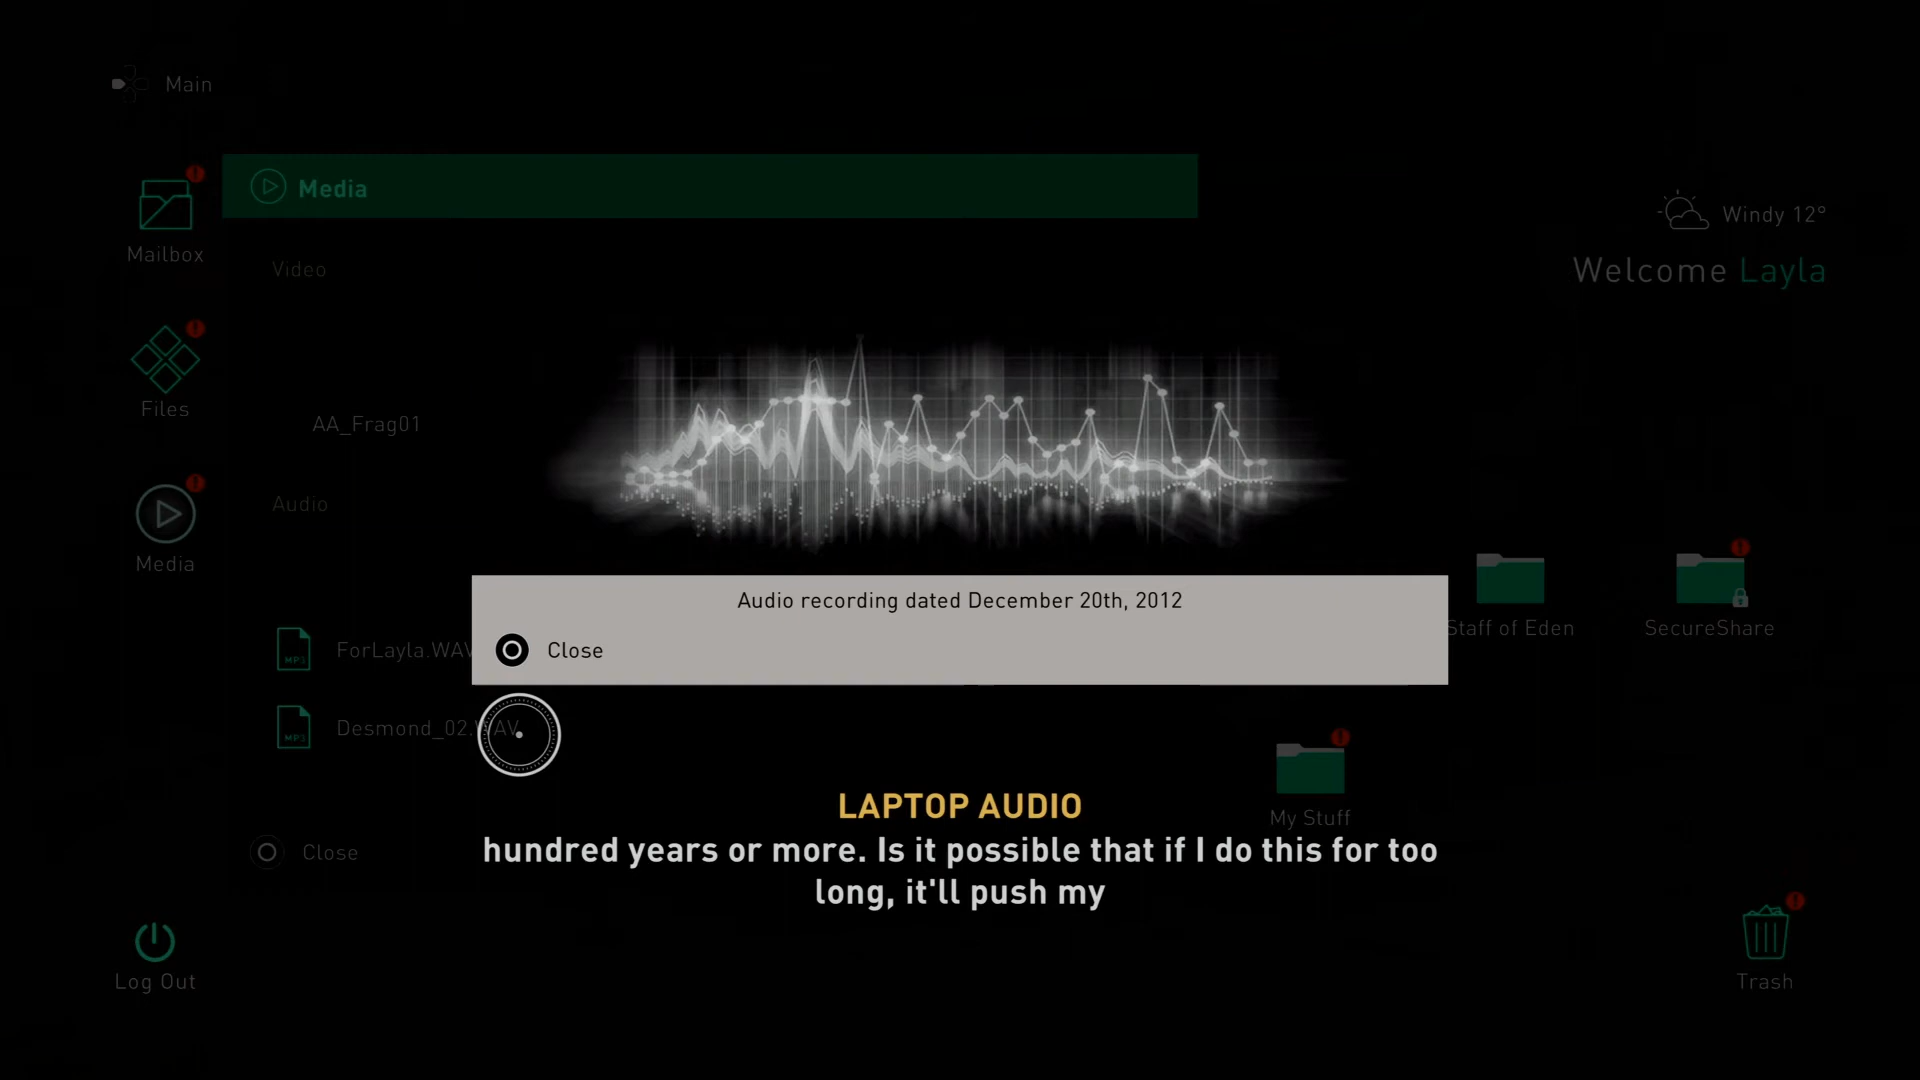 Main
Media
Mailbox
Video
Windy 12°
Welcome Layla
Files
AA_Frag01
Audio
Media
Audio recording dated December 20th, 2012
Close
Staff of Eden
SecureShare
MP3
ForLayla.WAV
MP3
Desmond_02.WAV
LAPTOP AUDIO
My Stuff
hundred years or more. Is it possible that if I do this for too
long, it'll push my
Close
Log Out
Trash